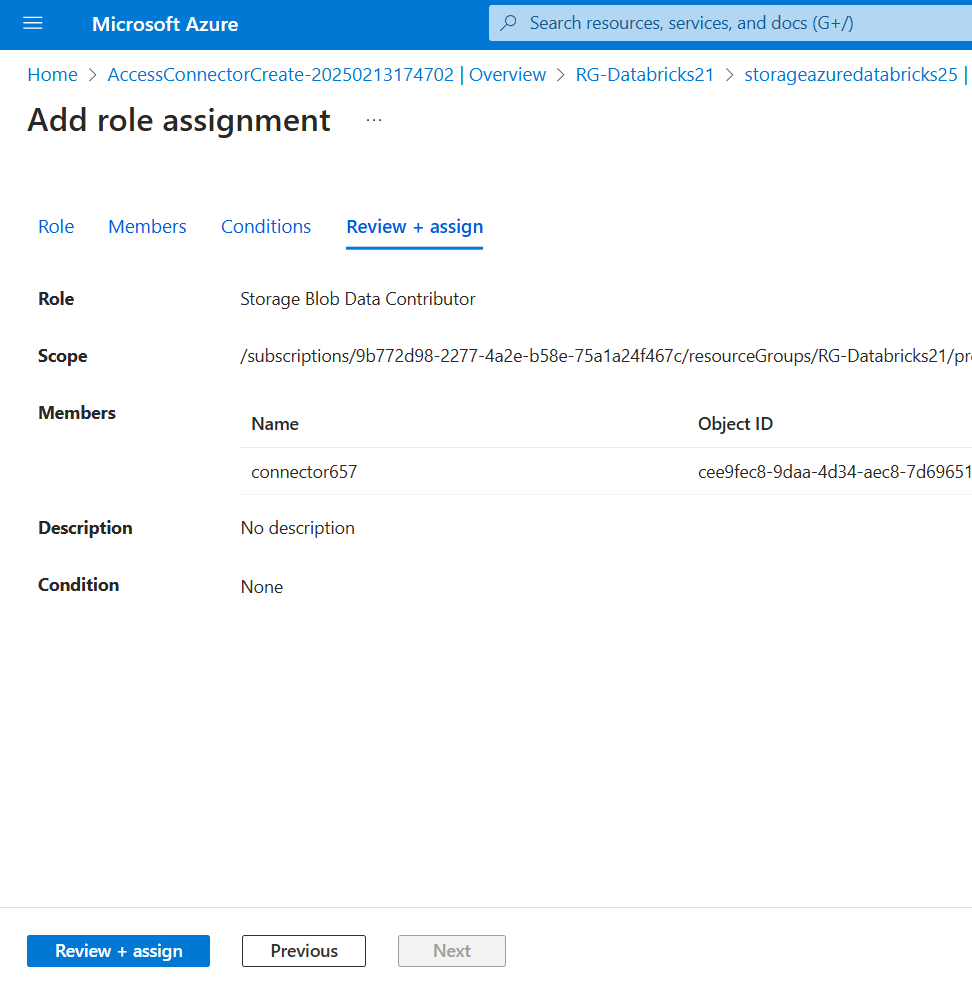 Microsoft Azure
Search resources, services, and docs (G+/)
Home > AccessConnectorCreate-20250213174702 | Overview > RG-Databricks21 > storageazuredatabricks25 |
Add role assignment ...
Role Members Conditions Review + assign
Role Storage Blob Data Contributor
Scope /subscriptions/9b772d98-2277-4a2e-b58e-75a1a24f467c/resourceGroups/RG-Databricks21/pro
Members
Name Object ID
connector657 cee9fec8-9daa-4d34-aec8-7d69651
Description No description
Condition None
Review + assign Previous Next